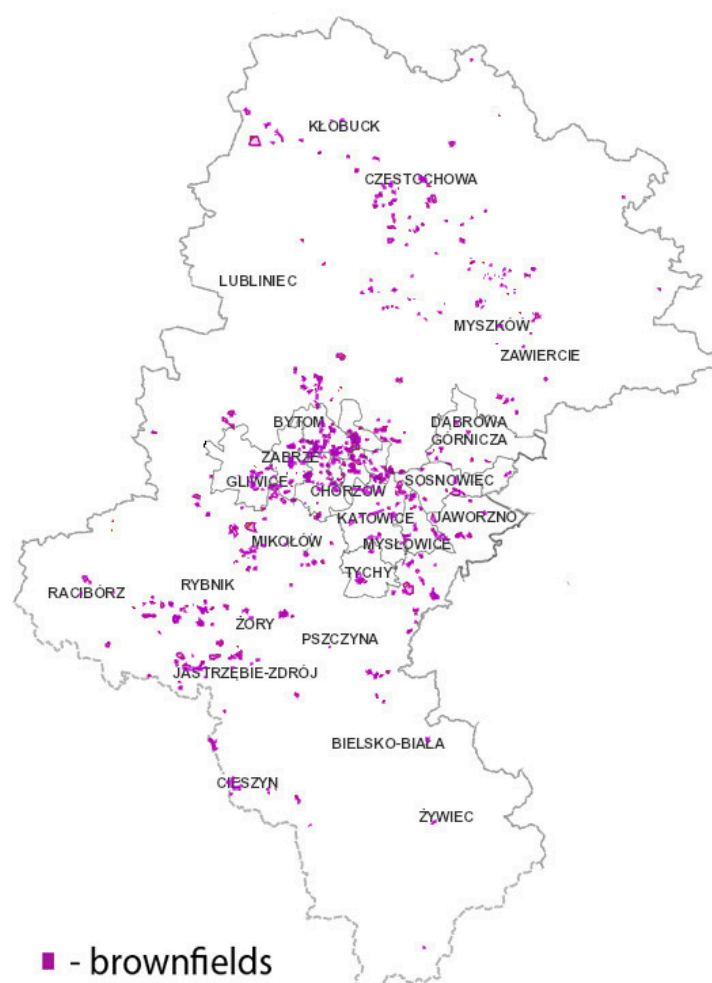 KŁOBUCK
CZĘSTOCHOWA
LUBLINIEC
MYSZKÓW
ZAWIERCIE
BYTOM
DĄBROWA
GÓRNICZA
ZABRZE
GLIWICE
SOSNOWIEC
CHORZÓW
KATOWICE
JAWORZNO
MIKOŁÓW
MYSŁOWICE
TYCHY
RYBNIK
RACIBÓRZ
ŻORY
PSZCZYNA
JASTRZĘBIE-ZDRÓJ
BIELSKO-BIAŁA
CIESZYN
ŻYWIEC
- brownfields